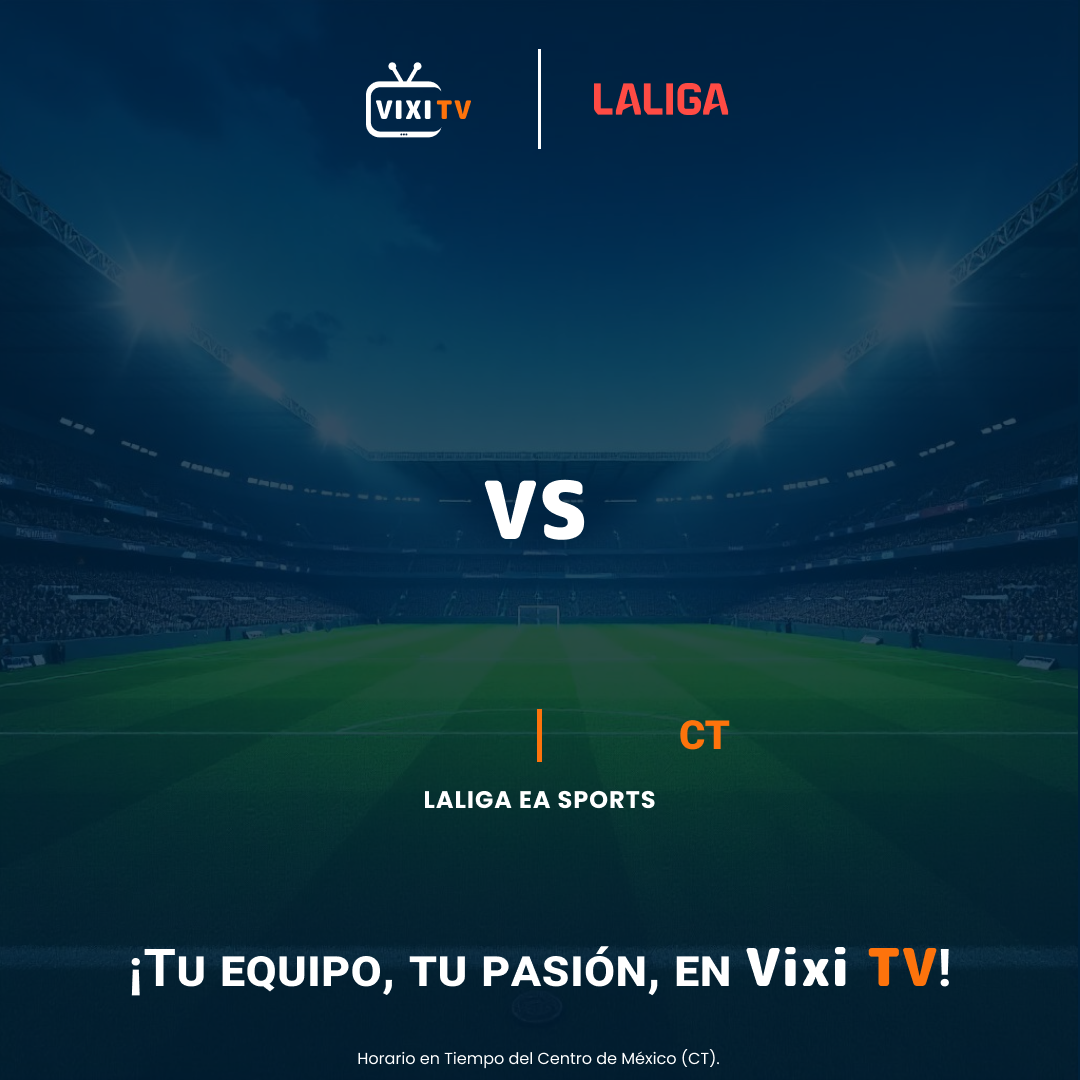 VIXI TV
LALIGA
VS
CT
LALIGA EA SPORTS
¡TU EQUIPO, TU PASIÓN, EN Vixi TV!
Horario en Tiempo del Centro de México (CT).